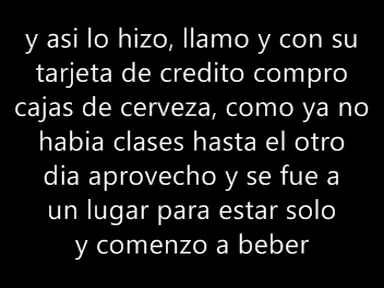 y asi lo hizo, llamo y con su
tarjeta de credito compro
cajas de cerveza, como ya no
habia clases hasta el otro
dia aprovecho y se fue a
un lugar para estar solo
y comenzo a beber